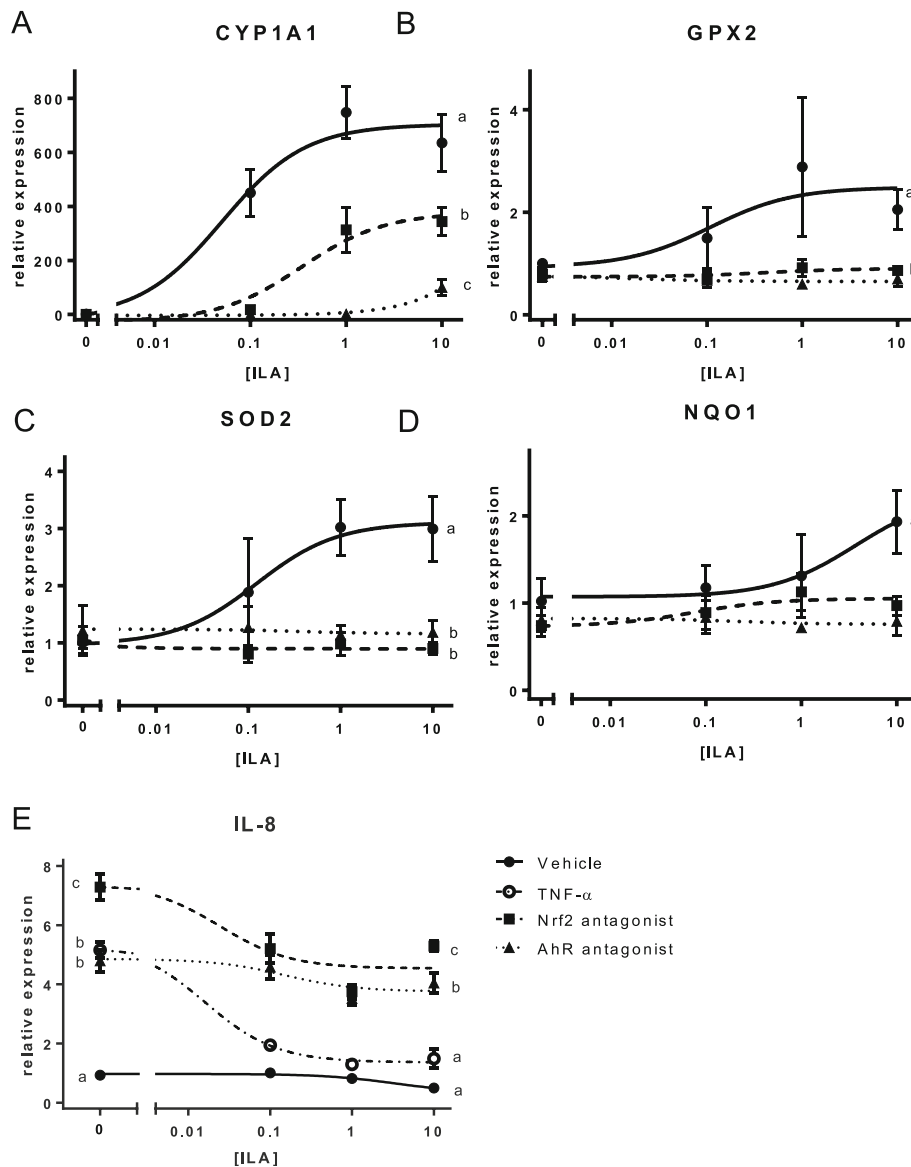 A
CYP1A1
relative expression
800
600
400
200
0
a
b
c
0
0.01
0.1
1
10
[ILA]
B
GPX2
relative expression
4
2
0
a
0
0.01
0.1
1
10
[ILA]
C
SOD2
relative expression
4
3
2
1
0
a
b
b
0
0.01
0.1
1
10
[ILA]
D
NQO1
relative expression
2
1
0
0
0.01
0.1
1
10
[ILA]
E
IL-8
relative expression
8
6
4
2
0
c
b
b
a
c
b
a
a
0
0.01
0.1
1
10
[ILA]
Vehicle
TNF-α
Nrf2 antagonist
AhR antagonist